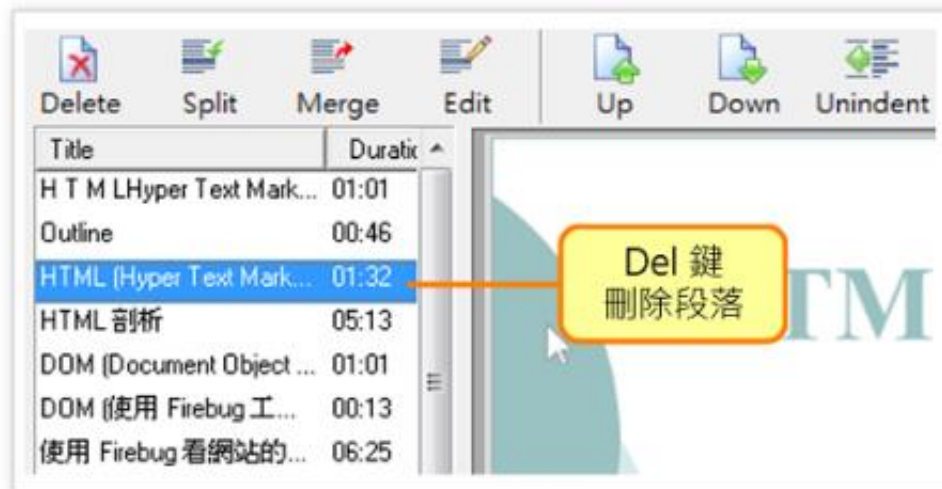 Delete Split Merge Edit Up Down Unindent
Title Duratic
H T M LHyper Text Mark... 01:01
Outline 00:46
HTML (Hyper Text Mark... 01:32
HTML 剖析 05:13
DOM (Document Object ... 01:01
DOM (使用 Firebug 工... 00:13
使用 Firebug 看網站的... 06:25
Del 鍵
刪除段落
TM